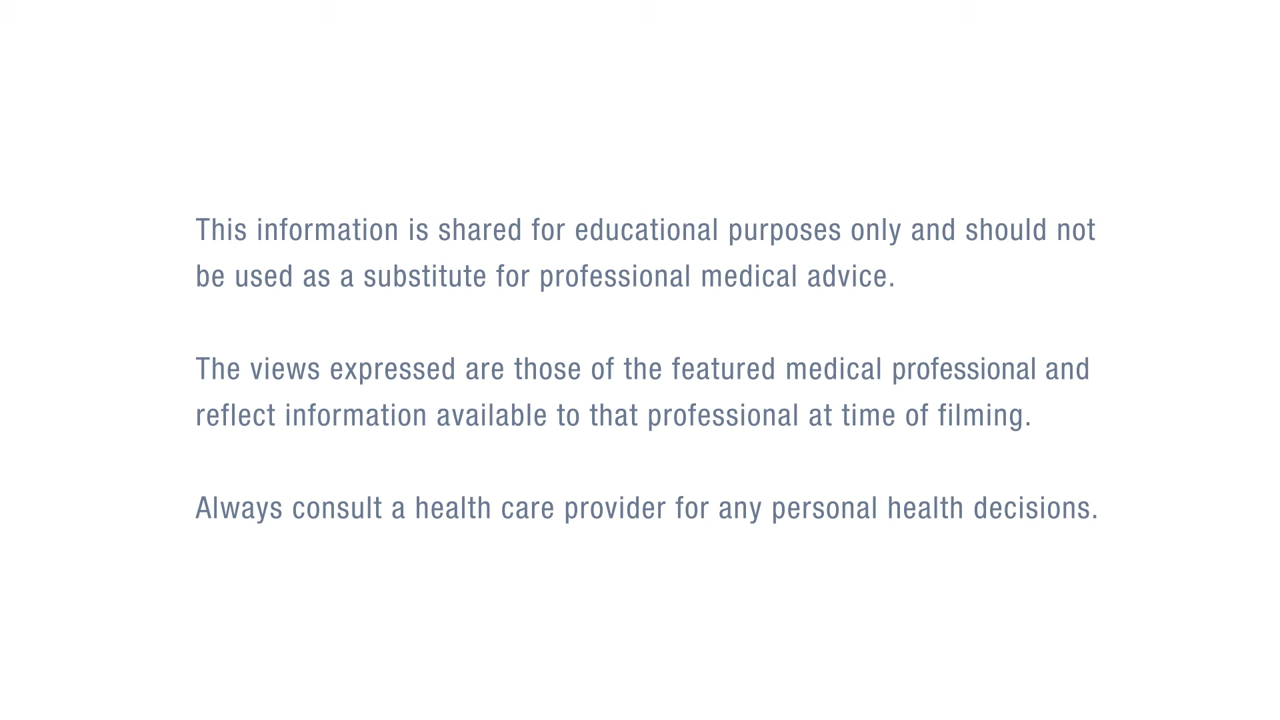 This information is shared for educational purposes only and should not
be used as a substitute for professional medical advice.
The views expressed are those of the featured medical professional and
reflect information available to that professional at time of filming.
Always consult a health care provider for any personal health decisions.